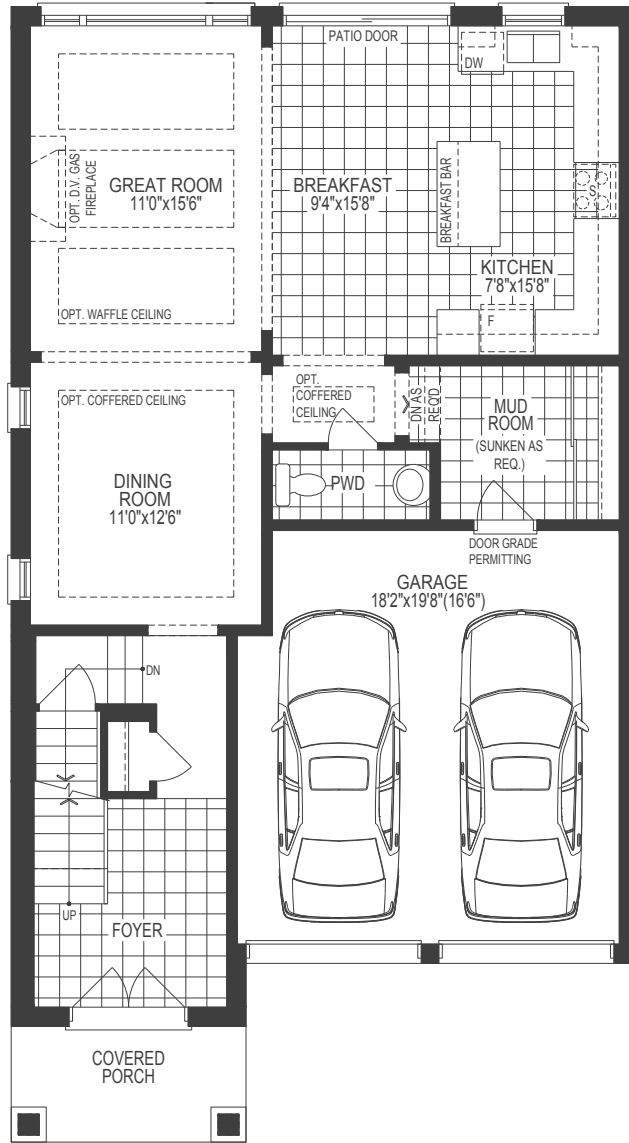 PATIO DOOR
DW
OPT. D.V. GAS
FIREPLACE
GREAT ROOM
11'0"x15'6"
BREAKFAST
9'4"x15'8"
BREAKFAST BAR
S
KITCHEN
7'8"x15'8"
OPT. WAFFLE CEILING
F
OPT. COFFERED CEILING
OPT.
COFFERED
CEILING
DN AS
REQ'D
MUD
ROOM
(SUNKEN AS
REQ.)
DINING
ROOM
11'0"x12'6"
PWD
DOOR GRADE
PERMITTING
GARAGE
18'2"x19'8"(16'6")
DN
UP
FOYER
COVERED
PORCH